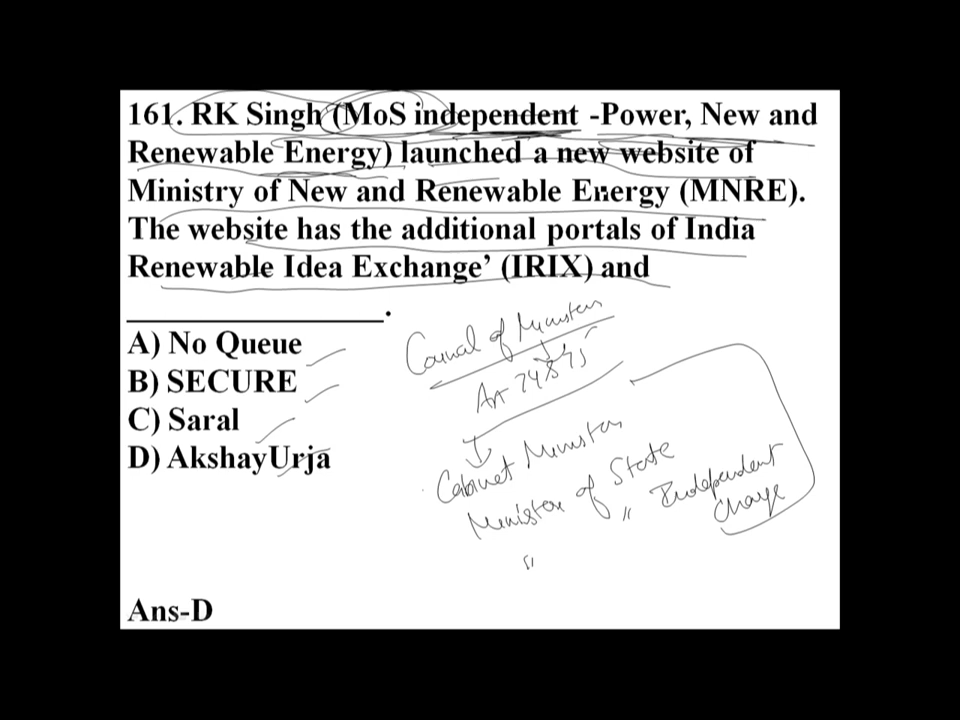 161. RK Singh (MoS independent -Power, New and
Renewable Energy) launched a new website of
Ministry of New and Renewable Energy (MNRE).
The website has the additional portals of India
Renewable Idea Exchange’ (IRIX) and
________________.
A) No Queue
B) SECURE
C) Saral
D) AkshayUrja
Council of Ministers
Art 74 & 75
Cabinet Minister
Minister of State
" Independent
Charge
"
Ans-D